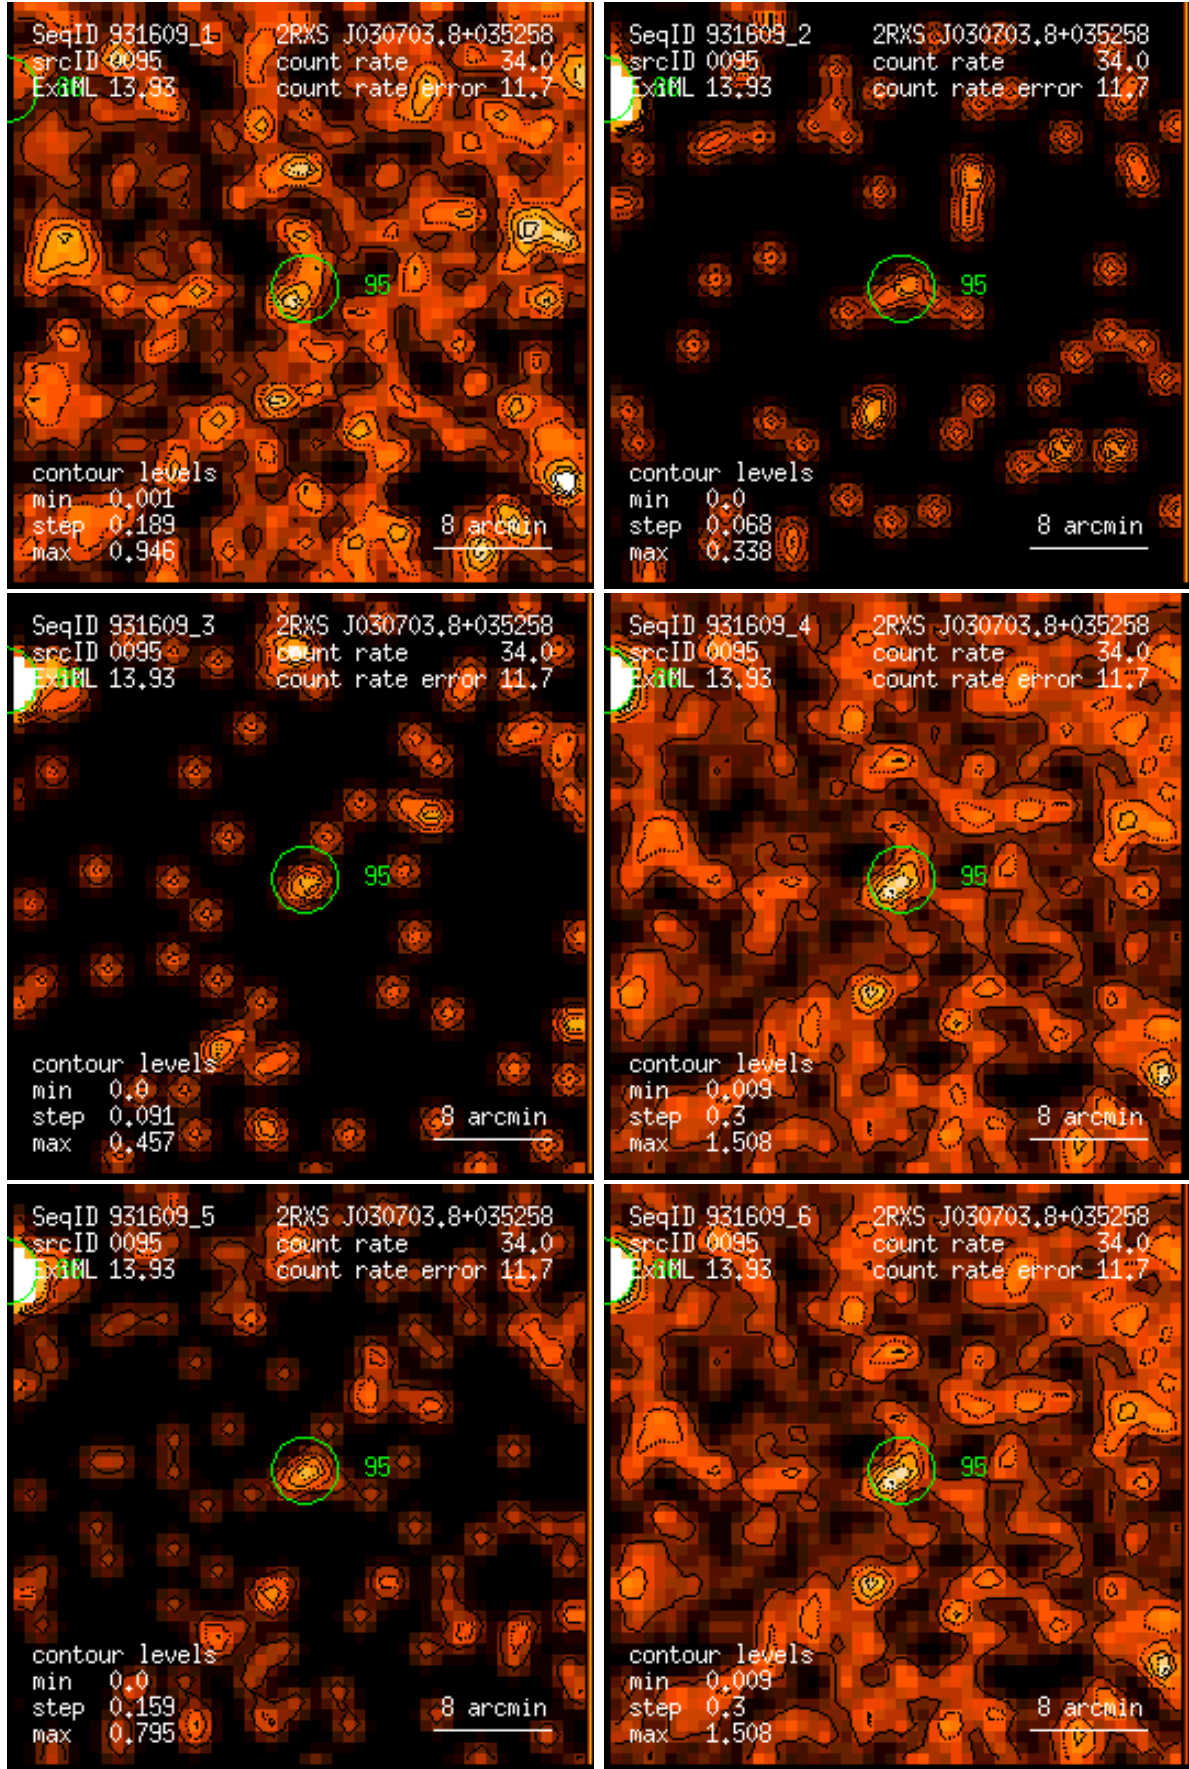 SeqID 931609_1 2RXS J030703.8+035258
srcID 0095 count rate 34.0
ExiML 13.93 count rate error 11.7
95
contour levels
min 0.001
step 0.189 8 arcmin
max 0.946
SeqID 931609_2 2RXS J030703.8+035258
srcID 0095 count rate 34.0
ExiML 13.93 count rate error 11.7
95
contour levels
min 0.0
step 0.068 8 arcmin
max 0.338
SeqID 931609_3 2RXS J030703.8+035258
srcID 0095 count rate 34.0
ExiML 13.93 count rate error 11.7
95
contour levels
min 0.0
step 0.091 8 arcmin
max 0.457
SeqID 931609_4 2RXS J030703.8+035258
srcID 0095 count rate 34.0
ExiML 13.93 count rate error 11.7
95
contour levels
min 0.009
step 0.3 8 arcmin
max 1.508
SeqID 931609_5 2RXS J030703.8+035258
srcID 0095 count rate 34.0
ExiML 13.93 count rate error 11.7
95
contour levels
min 0.0
step 0.159 8 arcmin
max 0.795
SeqID 931609_6 2RXS J030703.8+035258
srcID 0095 count rate 34.0
ExiML 13.93 count rate error 11.7
95
contour levels
min 0.009
step 0.3 8 arcmin
max 1.508